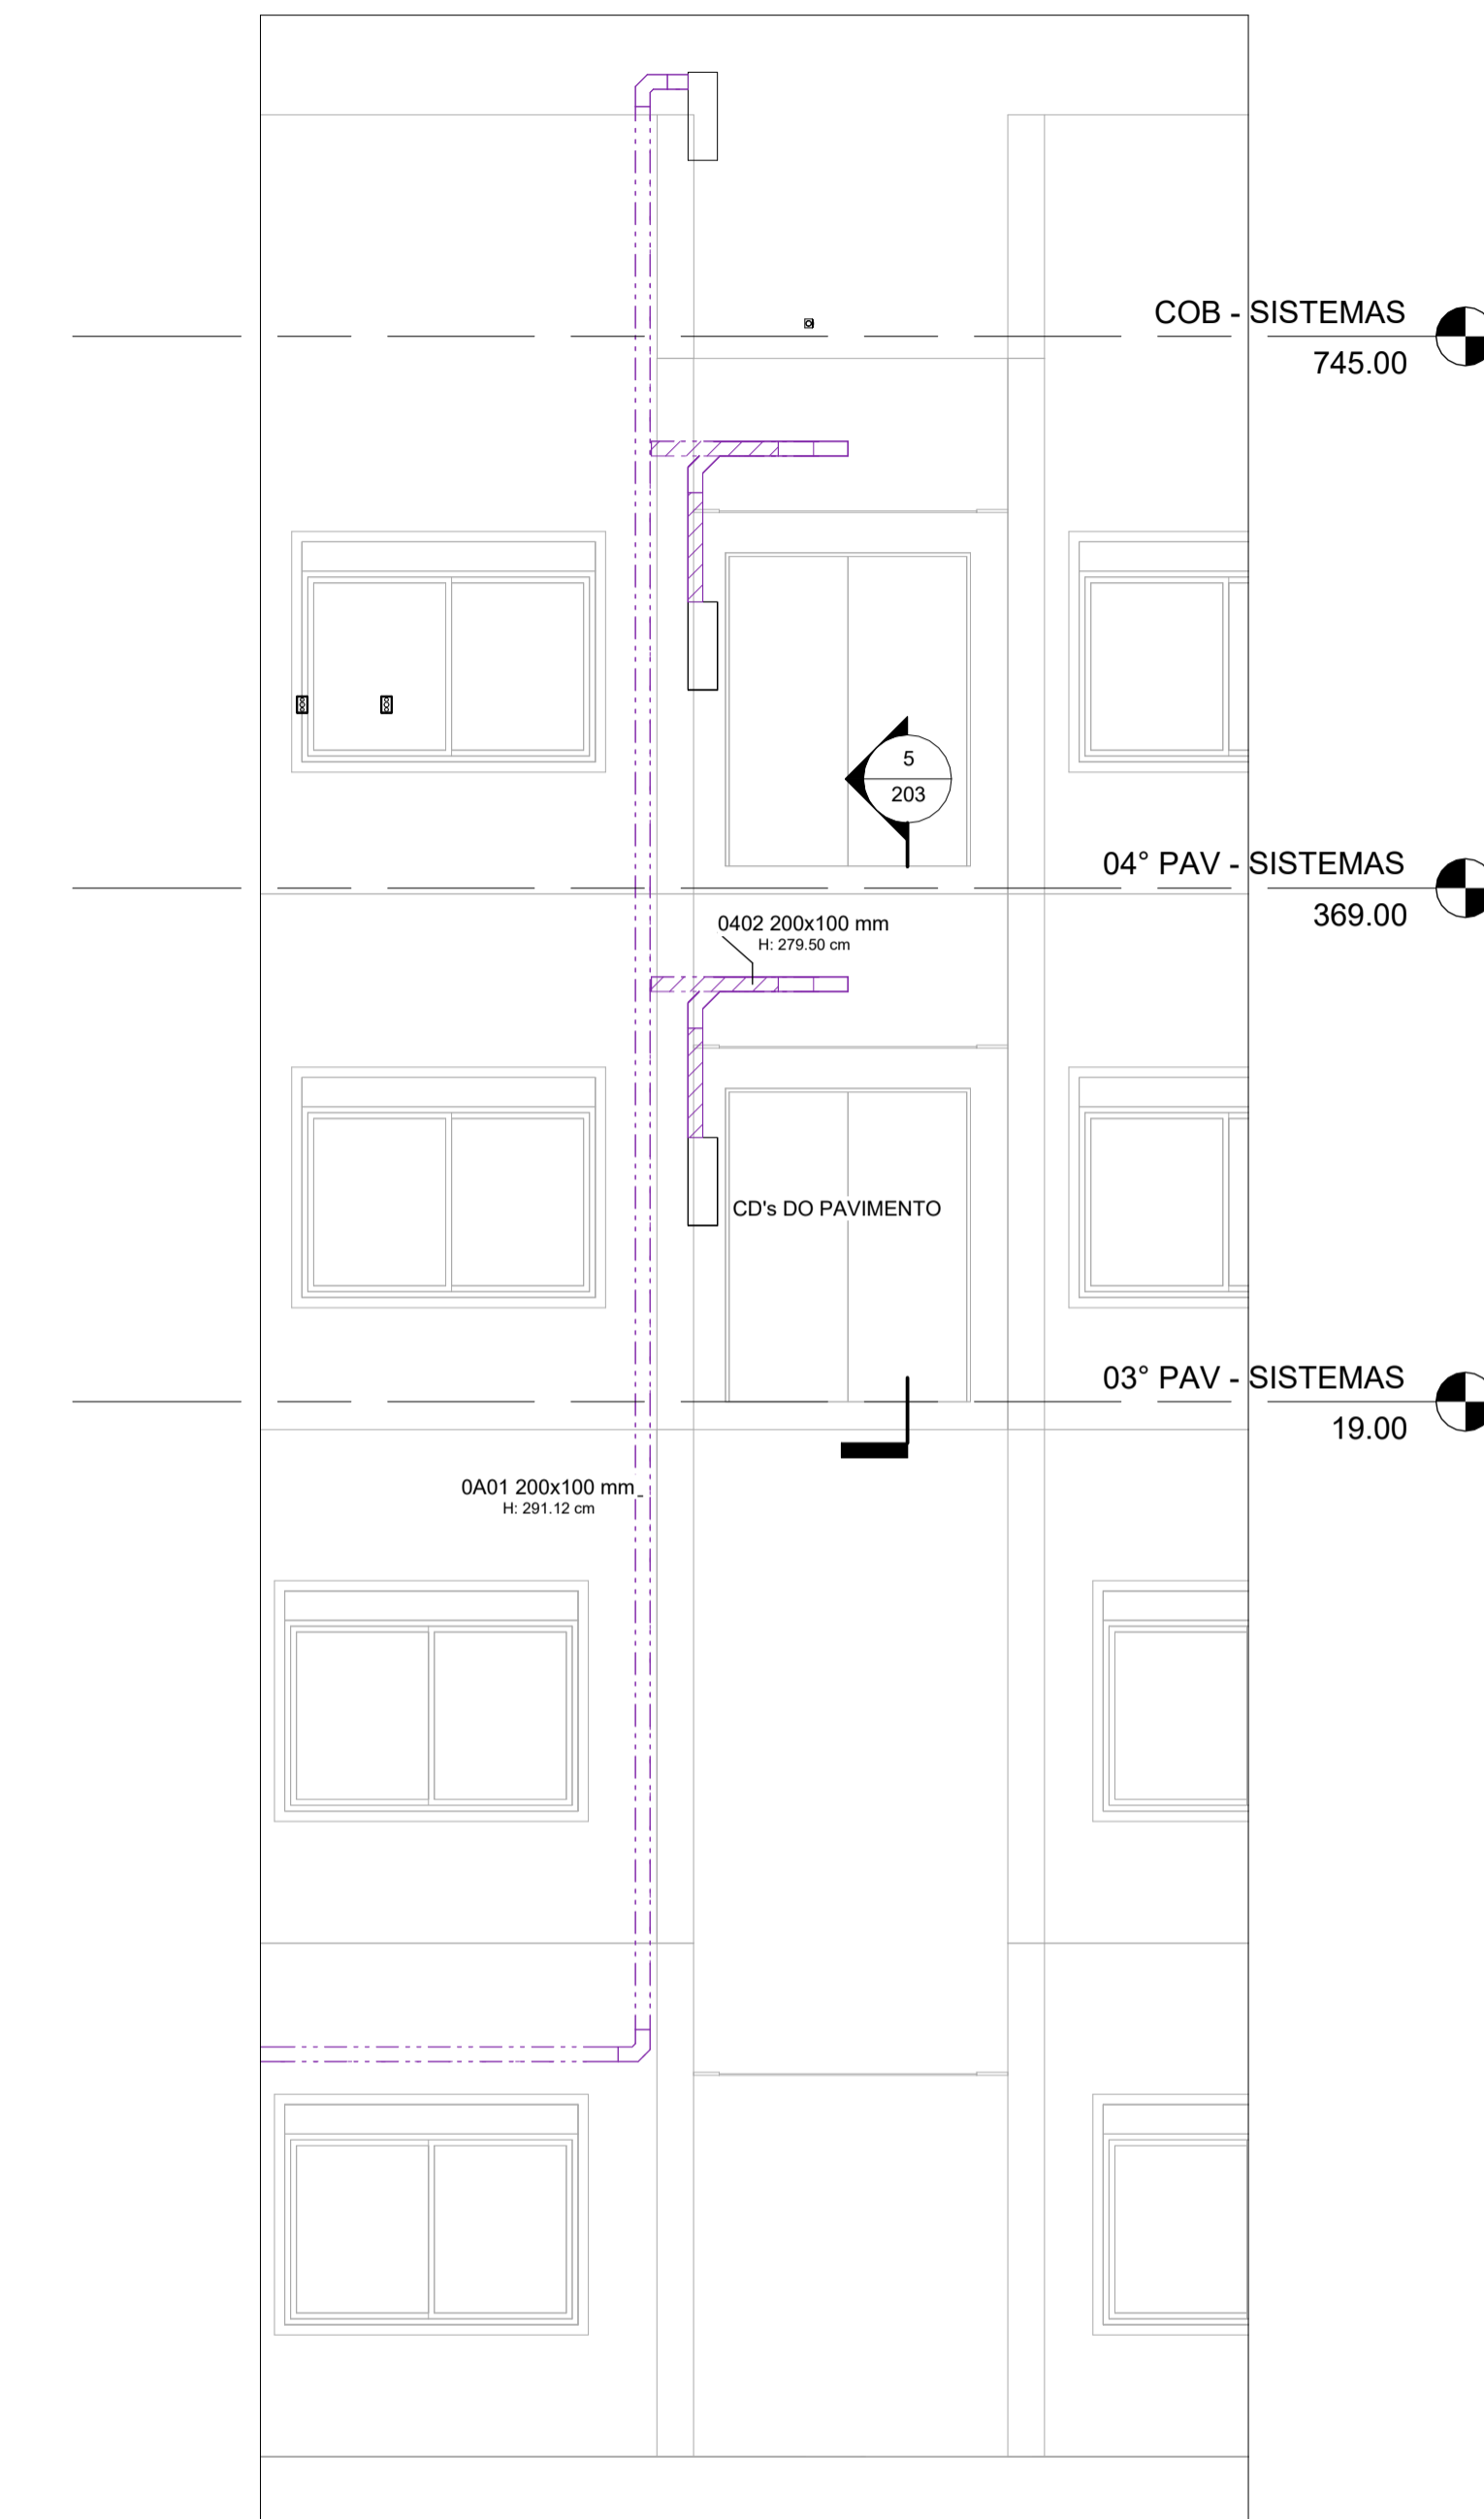 COB - SISTEMAS
745.00
5
203
04° PAV - SISTEMAS
369.00
0402 200x100 mm
H: 279.50 cm
CD's DO PAVIMENTO
03° PAV - SISTEMAS
19.00
0A01 200x100 mm
H: 291.12 cm